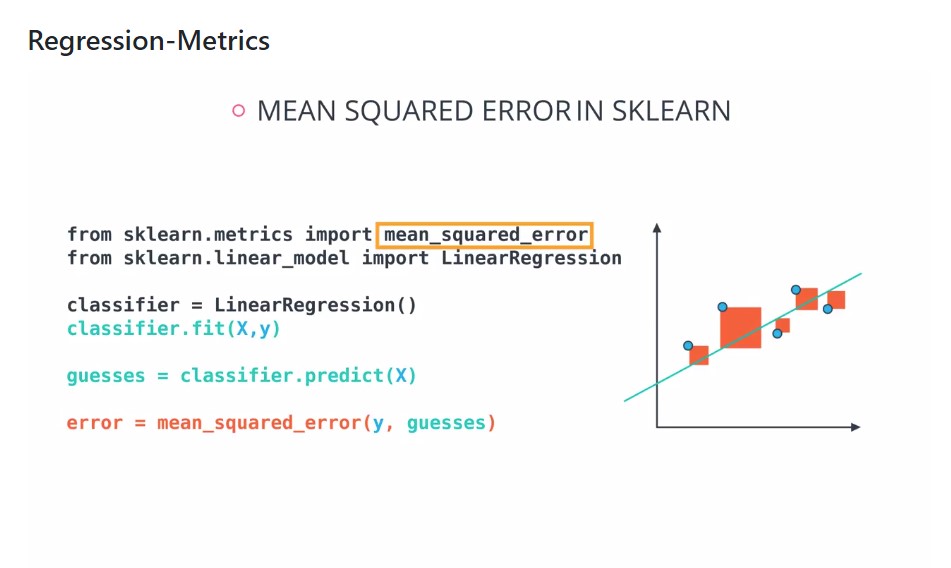 Regression-Metrics
MEAN SQUARED ERROR IN SKLEARN
from sklearn.metrics import mean_squared_error
from sklearn.linear_model import LinearRegression
classifier = LinearRegression()
classifier.fit(X,y)
guesses = classifier.predict(X)
error = mean_squared_error(y, guesses)